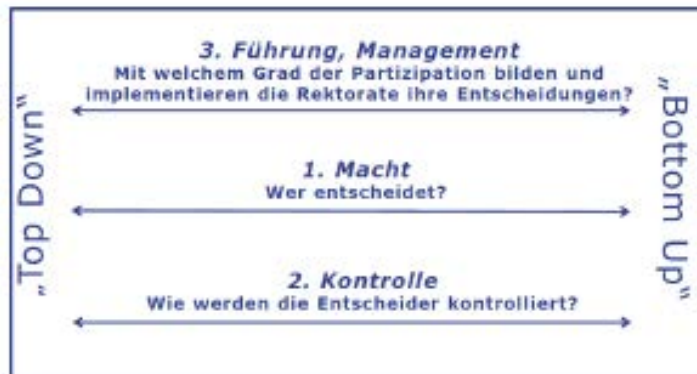 „Top Down“
3. Führung, Management
Mit welchem Grad der Partizipation bilden und
implementieren die Rektorate ihre Entscheidungen?
1. Macht
Wer entscheidet?
2. Kontrolle
Wie werden die Entscheider kontrolliert?
„Bottom Up“